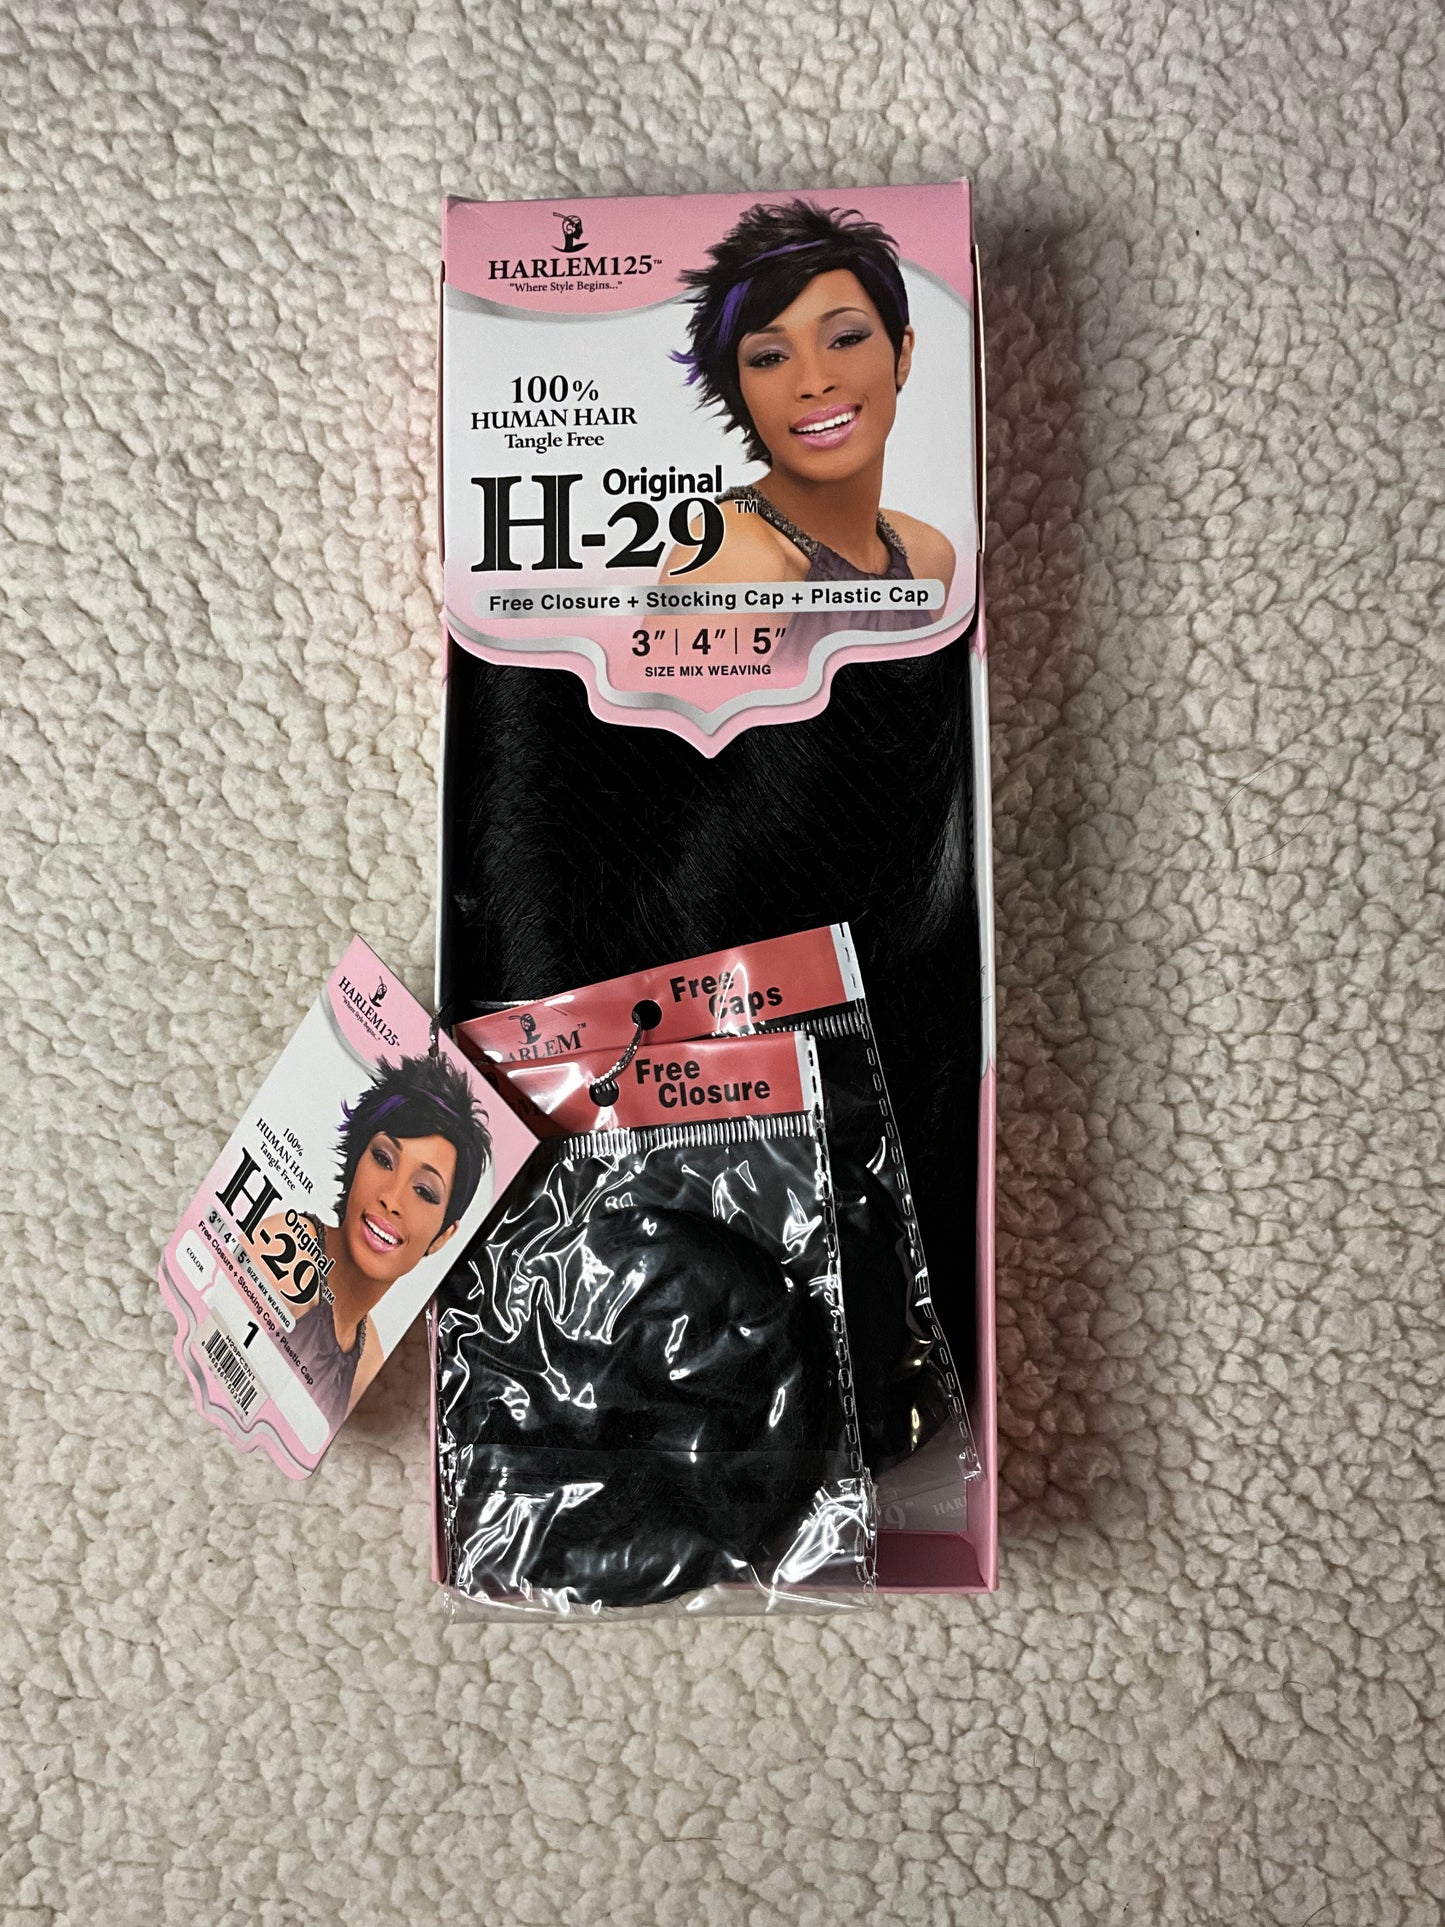 HARLEM125™
"Where Style Begins..."
100%
HUMAN HAIR
Tangle Free
Original
H-29™
Free Closure + Stocking Cap + Plastic Cap
3" | 4" | 5"
SIZE MIX WEAVING
Free
Caps
HARLEM™
Free
Closure
HARLEM125™
"Where Style Begins..."
100%
HUMAN HAIR
Tangle Free
Original
H-29™
3" | 4" | 5" SIZE MIX WEAVING
Free Closure + Stocking Cap + Plastic Cap
COLOR
1